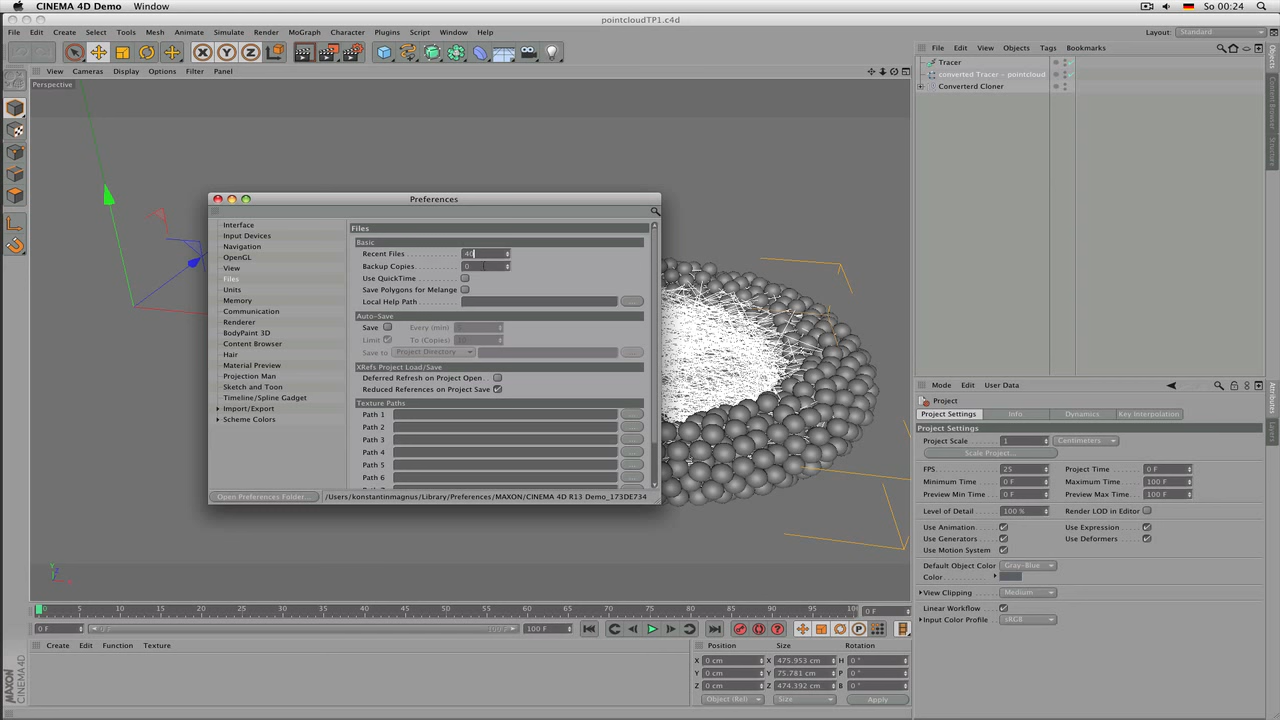 CINEMA 4D Demo Window So 00:24
pointcloudTP1.c4d
File Edit Create Select Tools Mesh Animate Simulate Render MoGraph Character Plugins Script Window Help Layout: Standard
View Cameras Display Options Filter Panel
Perspective
File Edit View Objects Tags Bookmarks
Tracer
converted Tracer - pointcloud
Converterd Cloner
Objects
Content Browser
Structure
Preferences
Interface
Input Devices
Navigation
OpenGL
View
Files
Units
Memory
Communication
Renderer
BodyPaint 3D
Content Browser
Hair
Material Preview
Projection Man
Sketch and Toon
Timeline/Spline Gadget
Import/Export
Scheme Colors
Files
Basic
Recent Files 40
Backup Copies 0
Use QuickTime
Save Polygons for Melange
Local Help Path ...
Auto-Save
Save Every (min)
Limit To (Copies)
Save to Project Directory ...
XRefs Project Load/Save
Deferred Refresh on Project Open
Reduced References on Project Save
Texture Paths
Path 1 ...
Path 2 ...
Path 3 ...
Path 4 ...
Path 5 ...
Path 6 ...
Open Preferences Folder... /Users/konstantinmagnus/Library/Preferences/MAXON/CINEMA 4D R13 Demo_173DE734
Mode Edit User Data
Project
Project Settings Info Dynamics Key Interpolation
Project Settings
Project Scale 1 Centimeters
Scale Project...
FPS 25 Project Time 0 F
Minimum Time 0 F Maximum Time 100 F
Preview Min Time 0 F Preview Max Time 100 F
Level of Detail 100 % Render LOD in Editor
Use Animation Use Expression
Use Generators Use Deformers
Use Motion System
Default Object Color Gray-Blue
Color
View Clipping Medium
Linear Workflow
Input Color Profile sRGB
Attributes
Layers
Y
0 5 10 15 20 25 30 35 40 45 50 55 60 65 70 75 80 85 90 95 100 0 F
0 F 0 F 100 F 100 F
Create Edit Function Texture
Position Size Rotation
X 0 cm X 475.953 cm H 0 °
Y 0 cm Y 75.781 cm P 0 °
Z 0 cm Z 474.392 cm B 0 °
Object (Rel) Size Apply
MAXON
CINEMA 4D